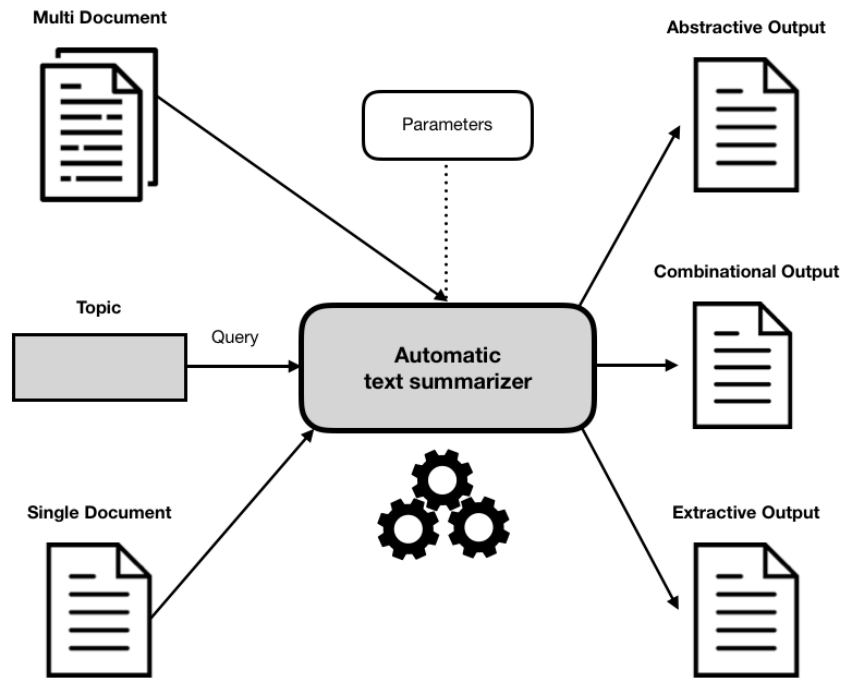 Multi Document
Abstractive Output
Parameters
Combinational Output
Topic
Query
Automatic
text summarizer
Single Document
Extractive Output